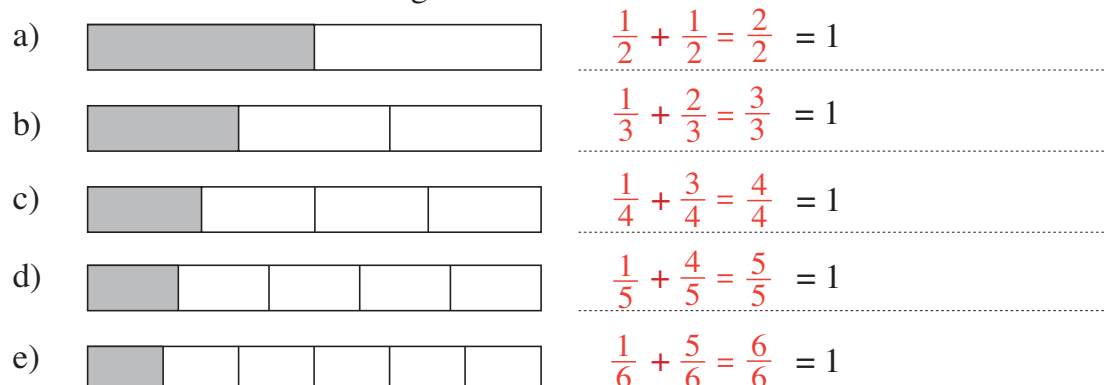 a) 1/2 + 1/2 = 2/2 = 1
b) 1/3 + 2/3 = 3/3 = 1
c) 1/4 + 3/4 = 4/4 = 1
d) 1/5 + 4/5 = 5/5 = 1
e) 1/6 + 5/6 = 6/6 = 1